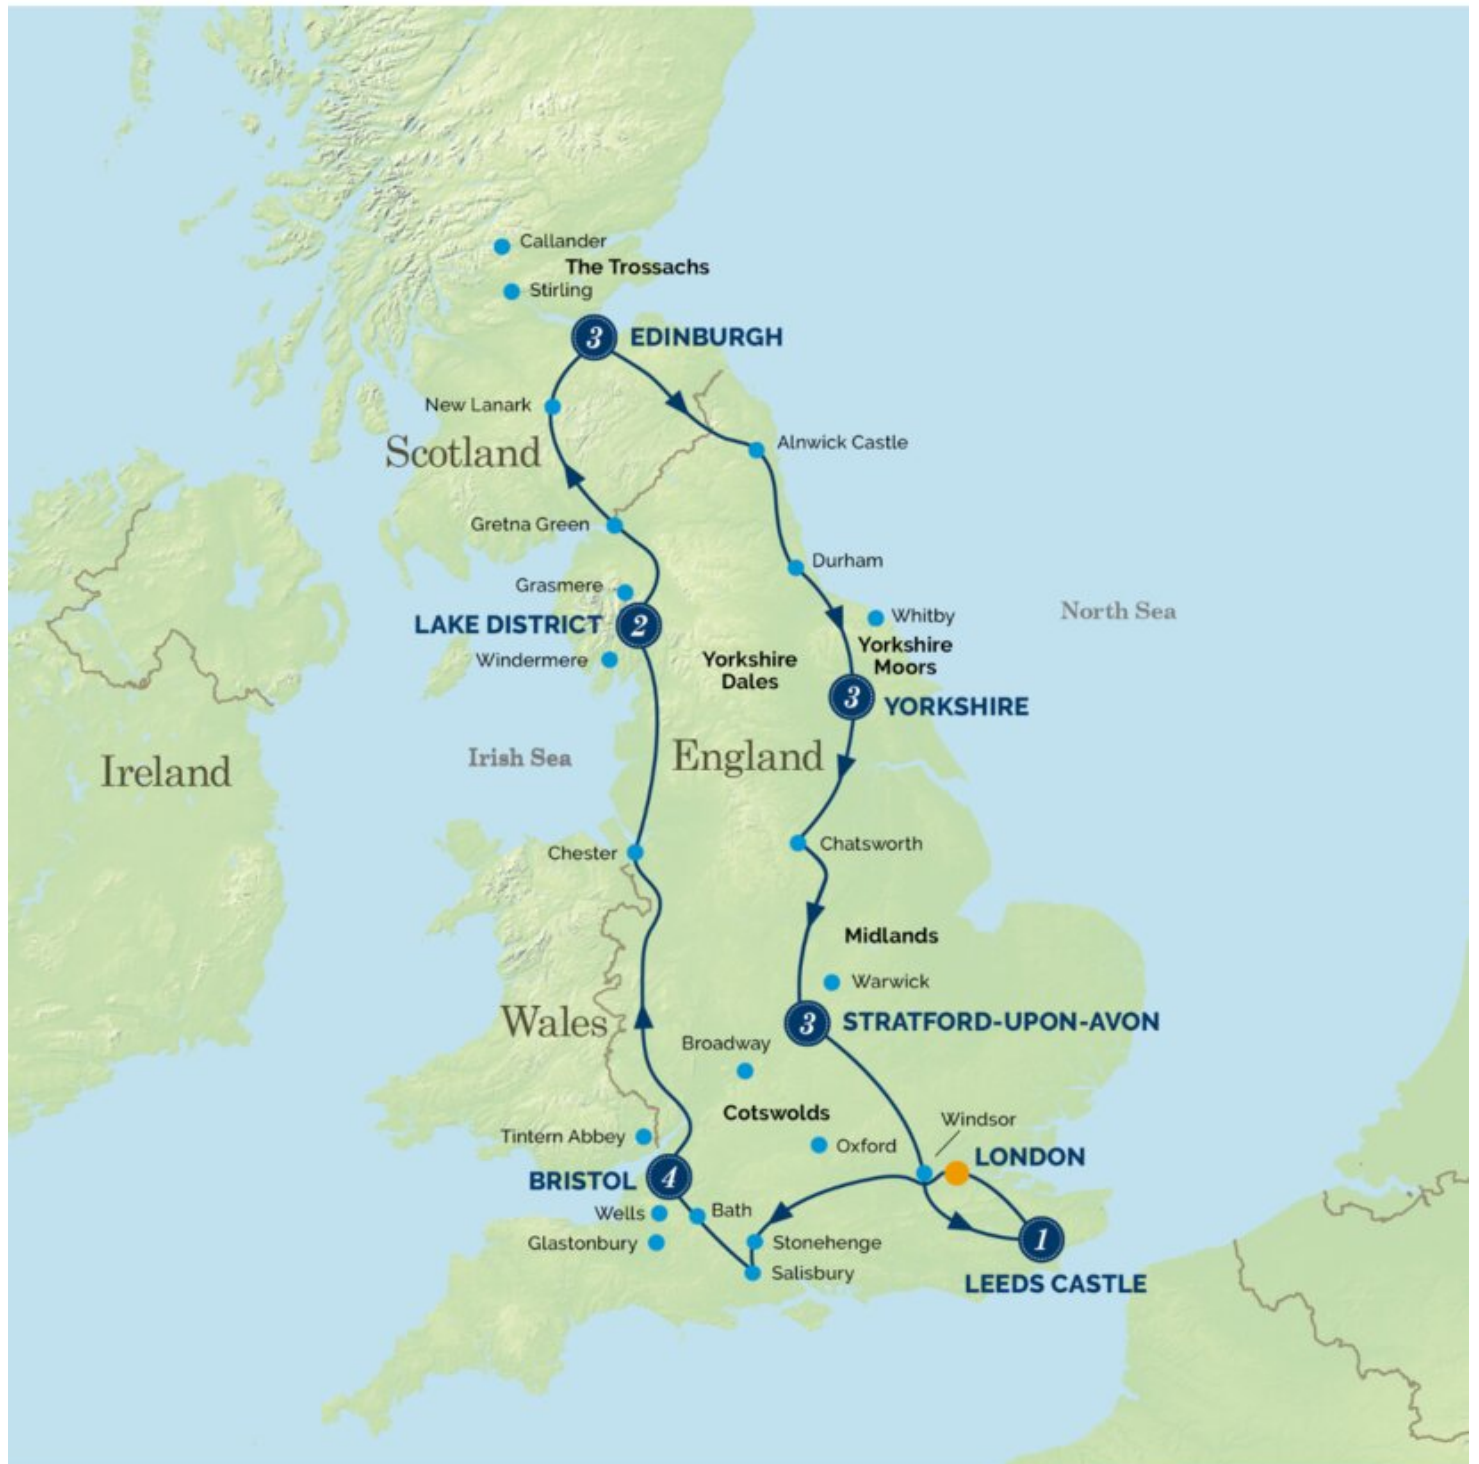 Callander
The Trossachs
Stirling
3
EDINBURGH
New Lanark
Alnwick Castle
Scotland
Gretna Green
Durham
Grasmere
Whitby
North Sea
LAKE DISTRICT
2
Yorkshire
Moors
Windermere
Yorkshire
Dales
3
YORKSHIRE
Irish Sea
England
Ireland
Chester
Chatsworth
Midlands
Warwick
Wales
3
STRATFORD-UPON-AVON
Broadway
Cotswolds
Windsor
Tintern Abbey
Oxford
LONDON
BRISTOL
4
Wells
Bath
Glastonbury
Stonehenge
1
Salisbury
LEEDS CASTLE